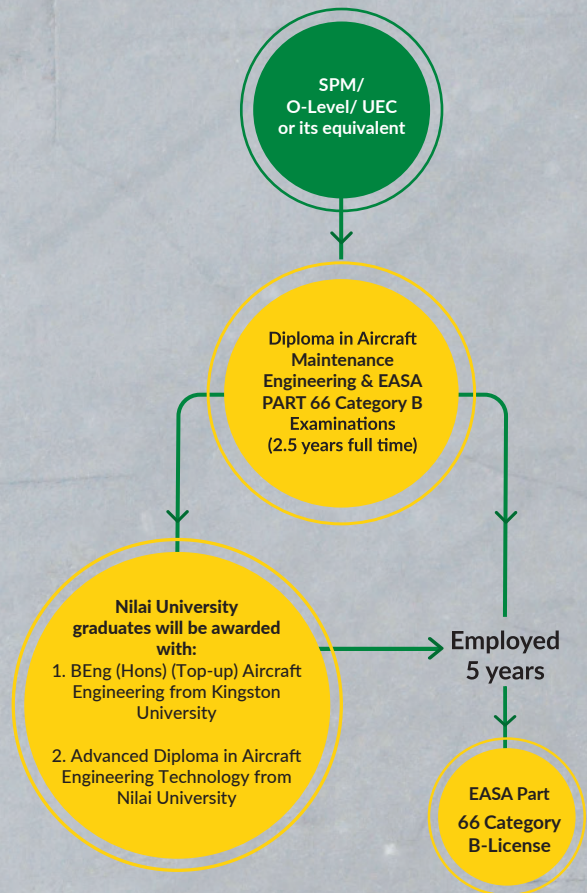 SPM/
O-Level/ UEC
or its equivalent
Diploma in Aircraft
Maintenance
Engineering & EASA
PART 66 Category B
Examinations
(2.5 years full time)
Nilai University
graduates will be awarded
with:
1. BEng (Hons) (Top-up) Aircraft
Engineering from Kingston
University
2. Advanced Diploma in Aircraft
Engineering Technology from
Nilai University
Employed
5 years
EASA Part
66 Category
B-License